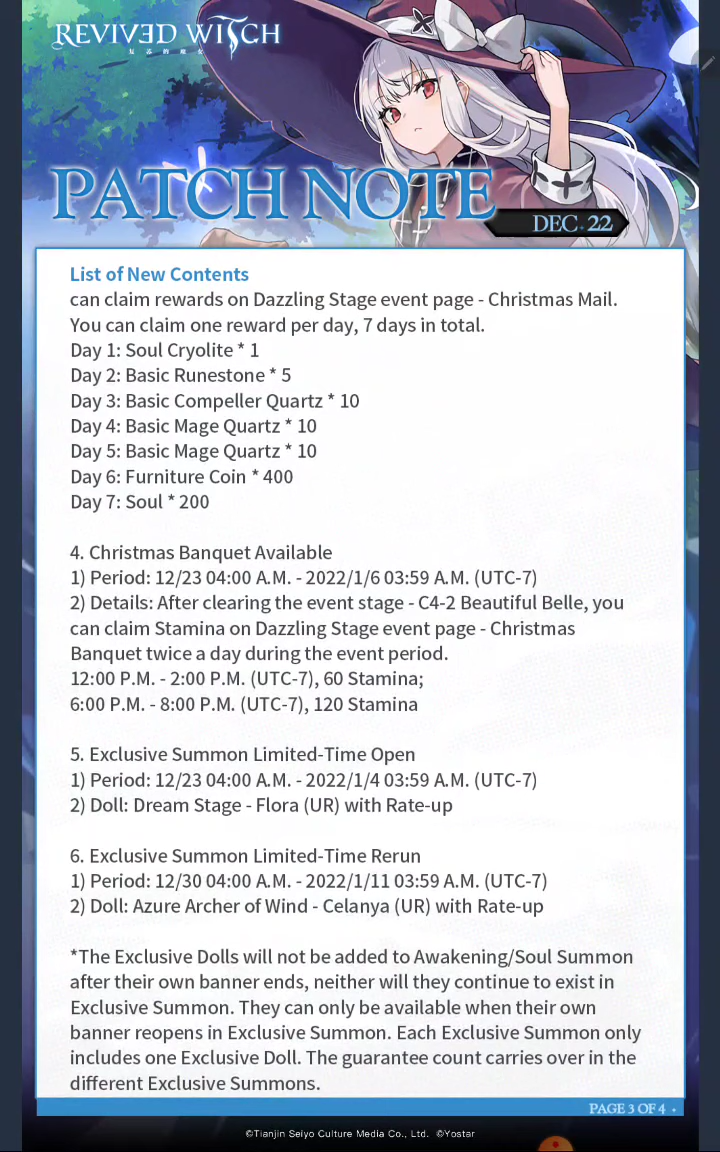 REVIVED WITCH
复苏的魔女
PATCH NOTE
DEC. 22
List of New Contents
can claim rewards on Dazzling Stage event page - Christmas Mail.
You can claim one reward per day, 7 days in total.
Day 1: Soul Cryolite * 1
Day 2: Basic Runestone * 5
Day 3: Basic Compeller Quartz * 10
Day 4: Basic Mage Quartz * 10
Day 5: Basic Mage Quartz * 10
Day 6: Furniture Coin * 400
Day 7: Soul * 200
4. Christmas Banquet Available
1) Period: 12/23 04:00 A.M. - 2022/1/6 03:59 A.M. (UTC-7)
2) Details: After clearing the event stage - C4-2 Beautiful Belle, you
can claim Stamina on Dazzling Stage event page - Christmas
Banquet twice a day during the event period.
12:00 P.M. - 2:00 P.M. (UTC-7), 60 Stamina;
6:00 P.M. - 8:00 P.M. (UTC-7), 120 Stamina
5. Exclusive Summon Limited-Time Open
1) Period: 12/23 04:00 A.M. - 2022/1/4 03:59 A.M. (UTC-7)
2) Doll: Dream Stage - Flora (UR) with Rate-up
6. Exclusive Summon Limited-Time Rerun
1) Period: 12/30 04:00 A.M. - 2022/1/11 03:59 A.M. (UTC-7)
2) Doll: Azure Archer of Wind - Celanya (UR) with Rate-up
*The Exclusive Dolls will not be added to Awakening/Soul Summon
after their own banner ends, neither will they continue to exist in
Exclusive Summon. They can only be available when their own
banner reopens in Exclusive Summon. Each Exclusive Summon only
includes one Exclusive Doll. The guarantee count carries over in the
different Exclusive Summons.
PAGE 3 OF 4
©Tianjin Seiyo Culture Media Co., Ltd. ©Yostar